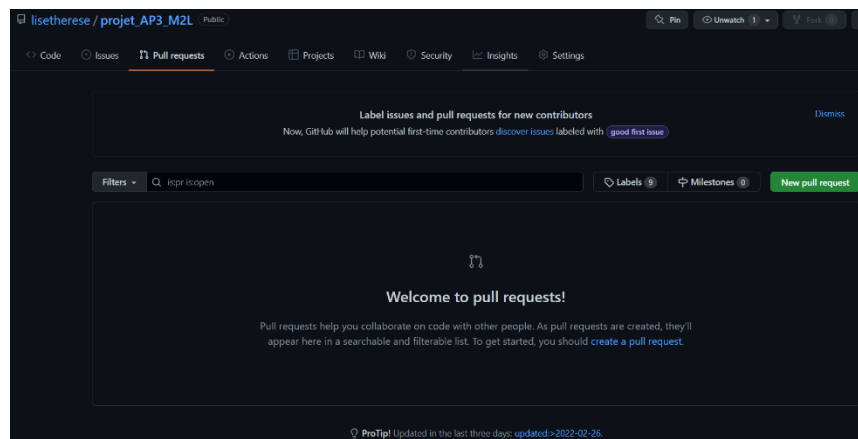 lisetherese / projet_AP3_M2L Public
Pin Unwatch 1 Fork 0
Code Issues Pull requests Actions Projects Wiki Security Insights Settings
Label issues and pull requests for new contributors
Dismiss
Now, GitHub will help potential first-time contributors discover issues labeled with good first issue
Filters is:pr is:open Labels 9 Milestones 0 New pull request
Welcome to pull requests!
Pull requests help you collaborate on code with other people. As pull requests are created, they'll
appear here in a searchable and filterable list. To get started, you should create a pull request.
ProTip! Updated in the last three days: updated:>2022-02-26.